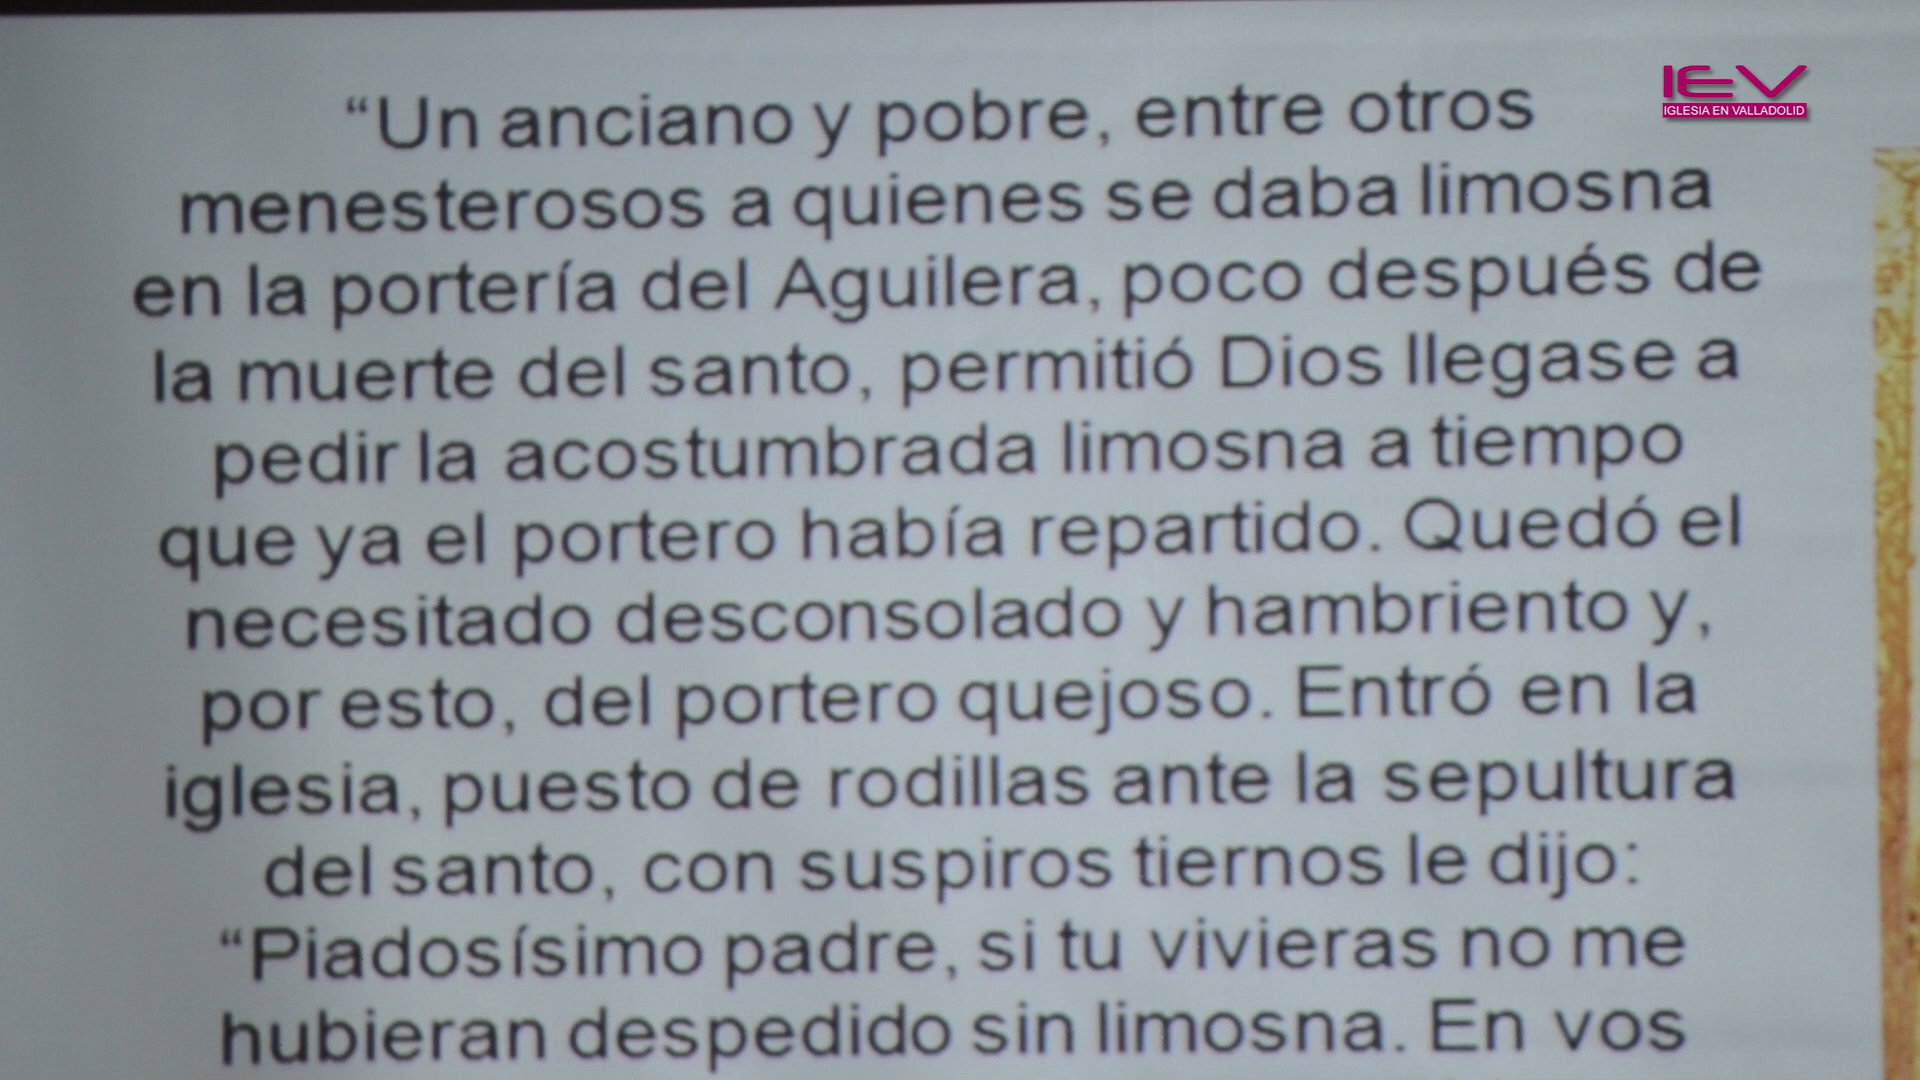 IEV
IGLESIA EN VALLADOLID
“Un anciano y pobre, entre otros
menesterosos a quienes se daba limosna
en la portería del Aguilera, poco después de
la muerte del santo, permitió Dios llegase a
pedir la acostumbrada limosna a tiempo
que ya el portero había repartido. Quedó el
necesitado desconsolado y hambriento y,
por esto, del portero quejoso. Entró en la
iglesia, puesto de rodillas ante la sepultura
del santo, con suspiros tiernos le dijo:
“Piadosísimo padre, si tu vivieras no me
hubieran despedido sin limosna. En vos